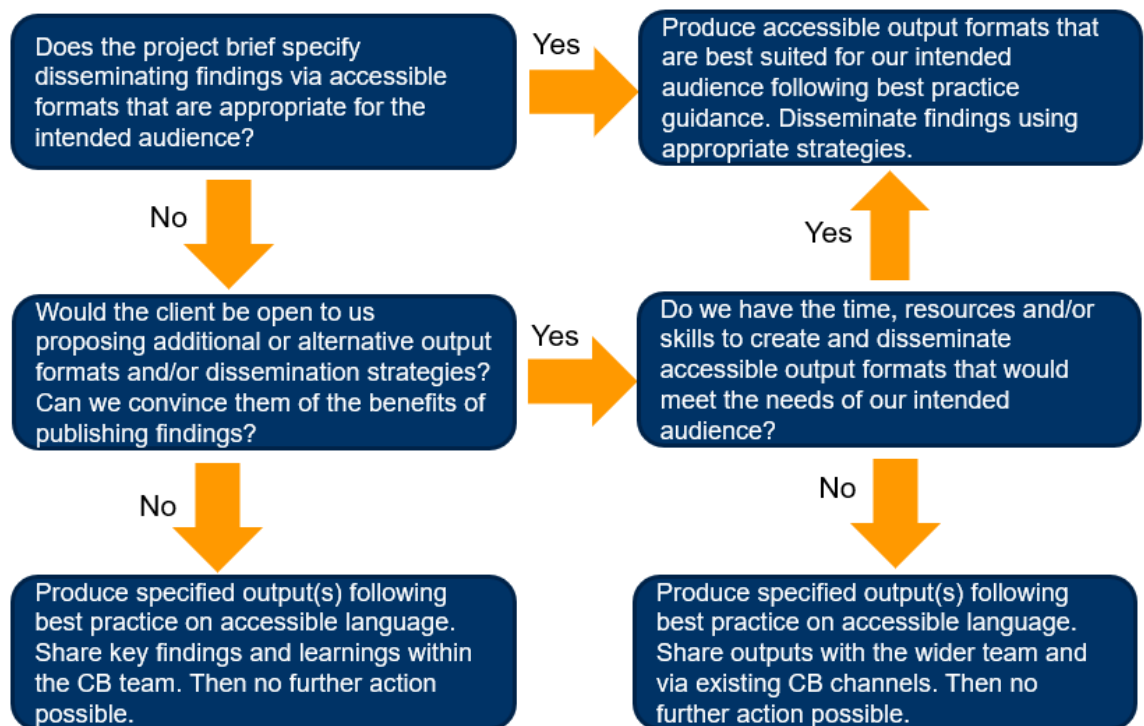 Does the project brief specify
disseminating findings via accessible
formats that are appropriate for the
intended audience?
Yes
Produce accessible output formats that
are best suited for our intended
audience following best practice
guidance. Disseminate findings using
appropriate strategies.
No
Yes
Would the client be open to us
proposing additional or alternative output
formats and/or dissemination strategies?
Can we convince them of the benefits of
publishing findings?
Yes
Do we have the time, resources and/or
skills to create and disseminate
accessible output formats that would
meet the needs of our intended
audience?
No
No
Produce specified output(s) following
best practice on accessible language.
Share key findings and learnings within
the CB team. Then no further action
possible.
Produce specified output(s) following
best practice on accessible language.
Share outputs with the wider team and
via existing CB channels. Then no
further action possible.